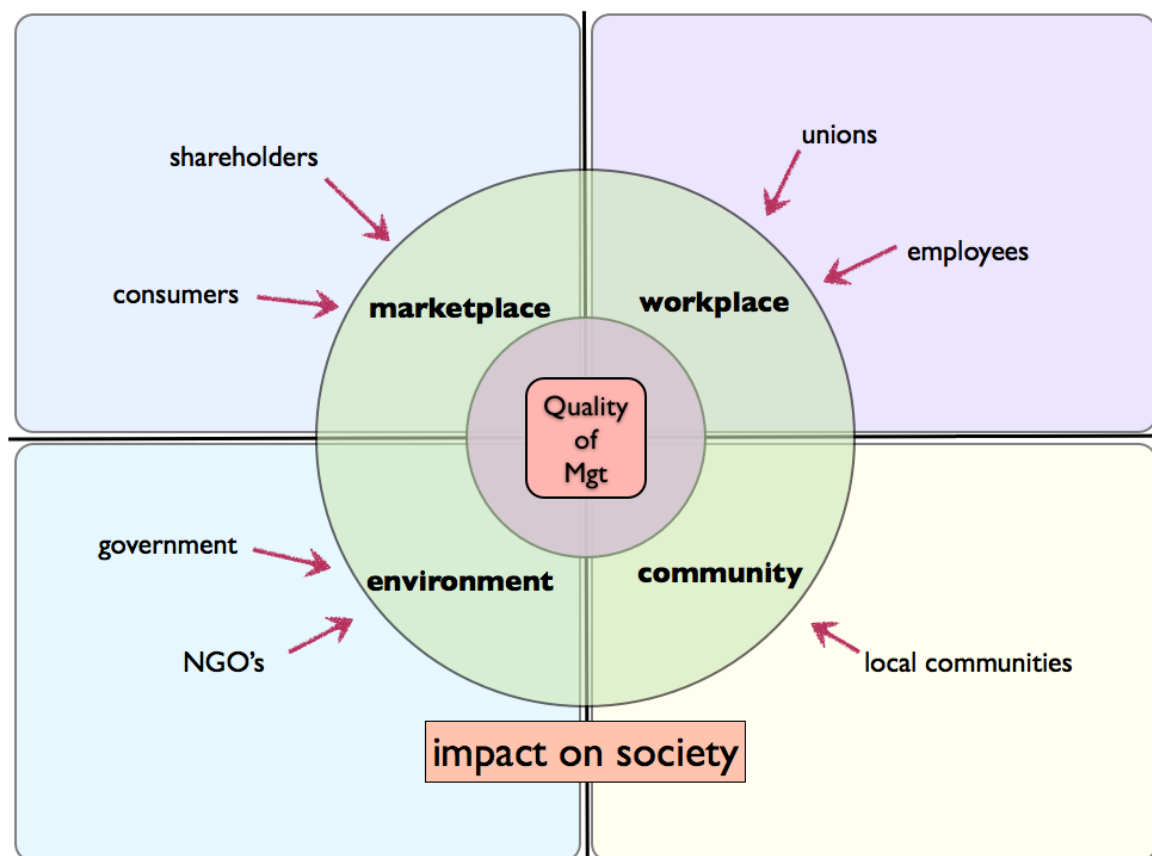 unions
shareholders
employees
consumers
marketplace
workplace
Quality
of
Mgt
government
environment
community
NGO's
local communities
impact on society